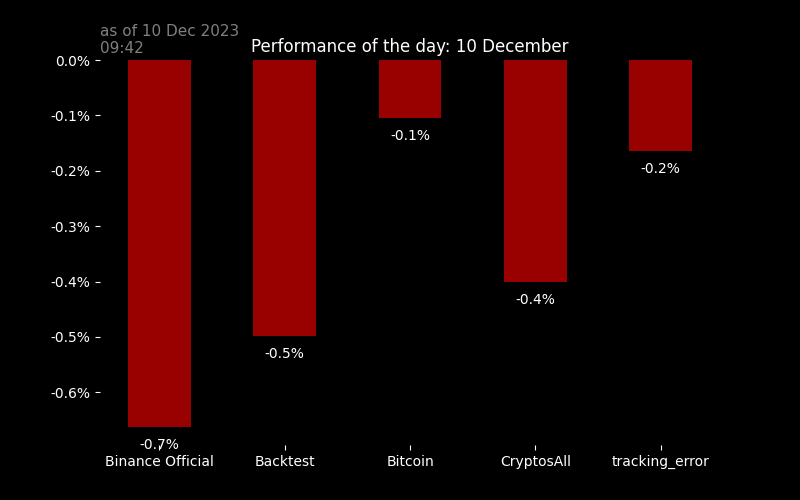 as of 10 Dec 2023
09:42
Performance of the day: 10 December
0.0%
-0.1%
-0.2%
-0.3%
-0.4%
-0.5%
-0.6%
-0.7%
-0.5%
-0.1%
-0.4%
-0.2%
Binance Official
Backtest
Bitcoin
CryptosAll
tracking_error